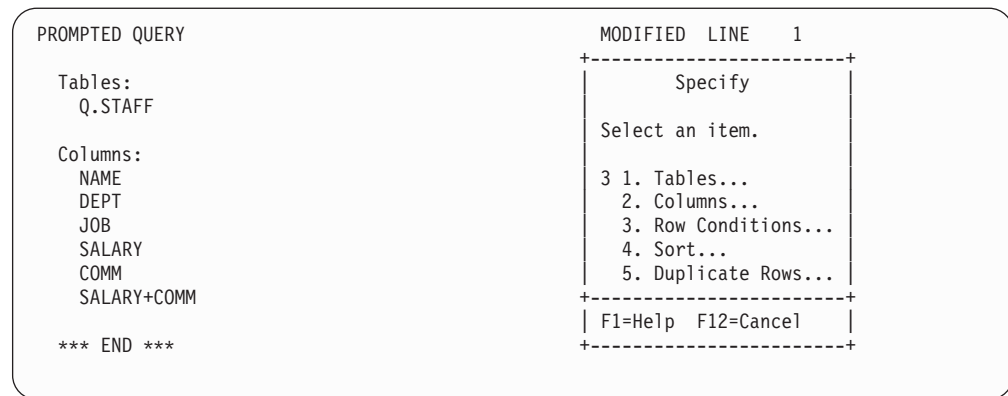 PROMPTED QUERY MODIFIED LINE 1
Tables:
Q.STAFF
Columns:
NAME
DEPT
JOB
SALARY
COMM
SALARY+COMM
*** END ***
+------------------------+
Specify
Select an item.
3 1. Tables...
2. Columns...
3. Row Conditions...
4. Sort...
5. Duplicate Rows...
+------------------------+
F1=Help F12=Cancel
+------------------------+